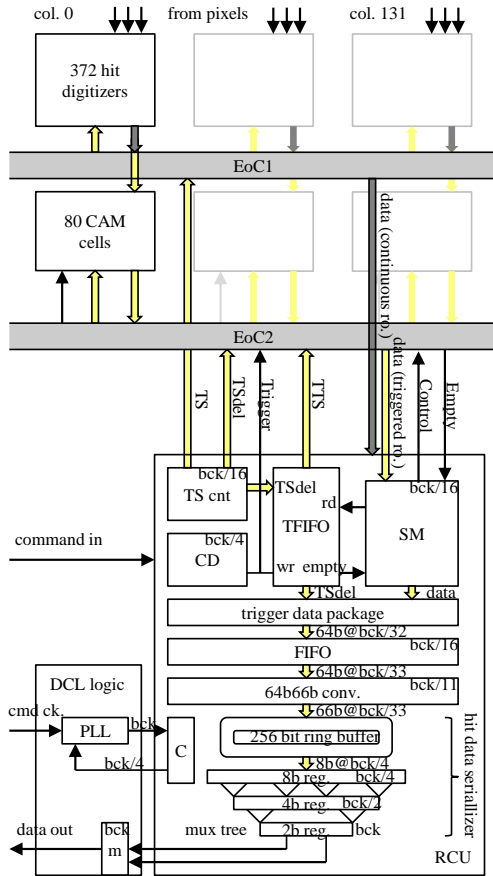 col. 0 from pixels col. 131
372 hit
digitizers
EoC1
80 CAM
cells
data (continuous ro.)
EoC2
TS
TSdel
Trigger
TTS
data (triggered ro.)
Control
Empty
bck/16
TS cnt
TSdel
TFIFO
rd
bck/16
SM
command in
bck/4
CD
wr empty
TSdel
data
trigger data package
64b@bck/32
FIFO
bck/16
64b@bck/33
64b66b conv.
bck/11
66b@bck/33
DCL logic
cmd ck.
PLL
bck
C
bck/4
256 bit ring buffer
8b@bck/4
8b reg.
bck/4
4b reg.
bck/2
2b reg.
bck
hit data seriallizer
data out
bck
m
mux tree
RCU